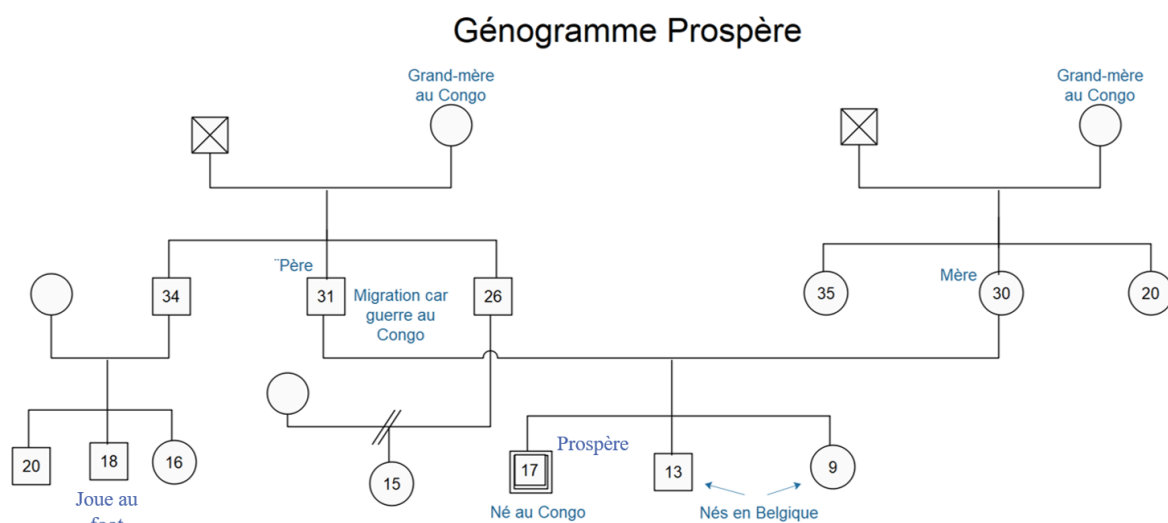 Génogramme Prospère
Grand-mère
au Congo
Grand-mère
au Congo
¨Père
34
31
Migration car
guerre au
Congo
26
35
Mère
30
20
20
18
16
15
Prospère
17
13
9
Joue au
foot
Né au Congo
Nés en Belgique